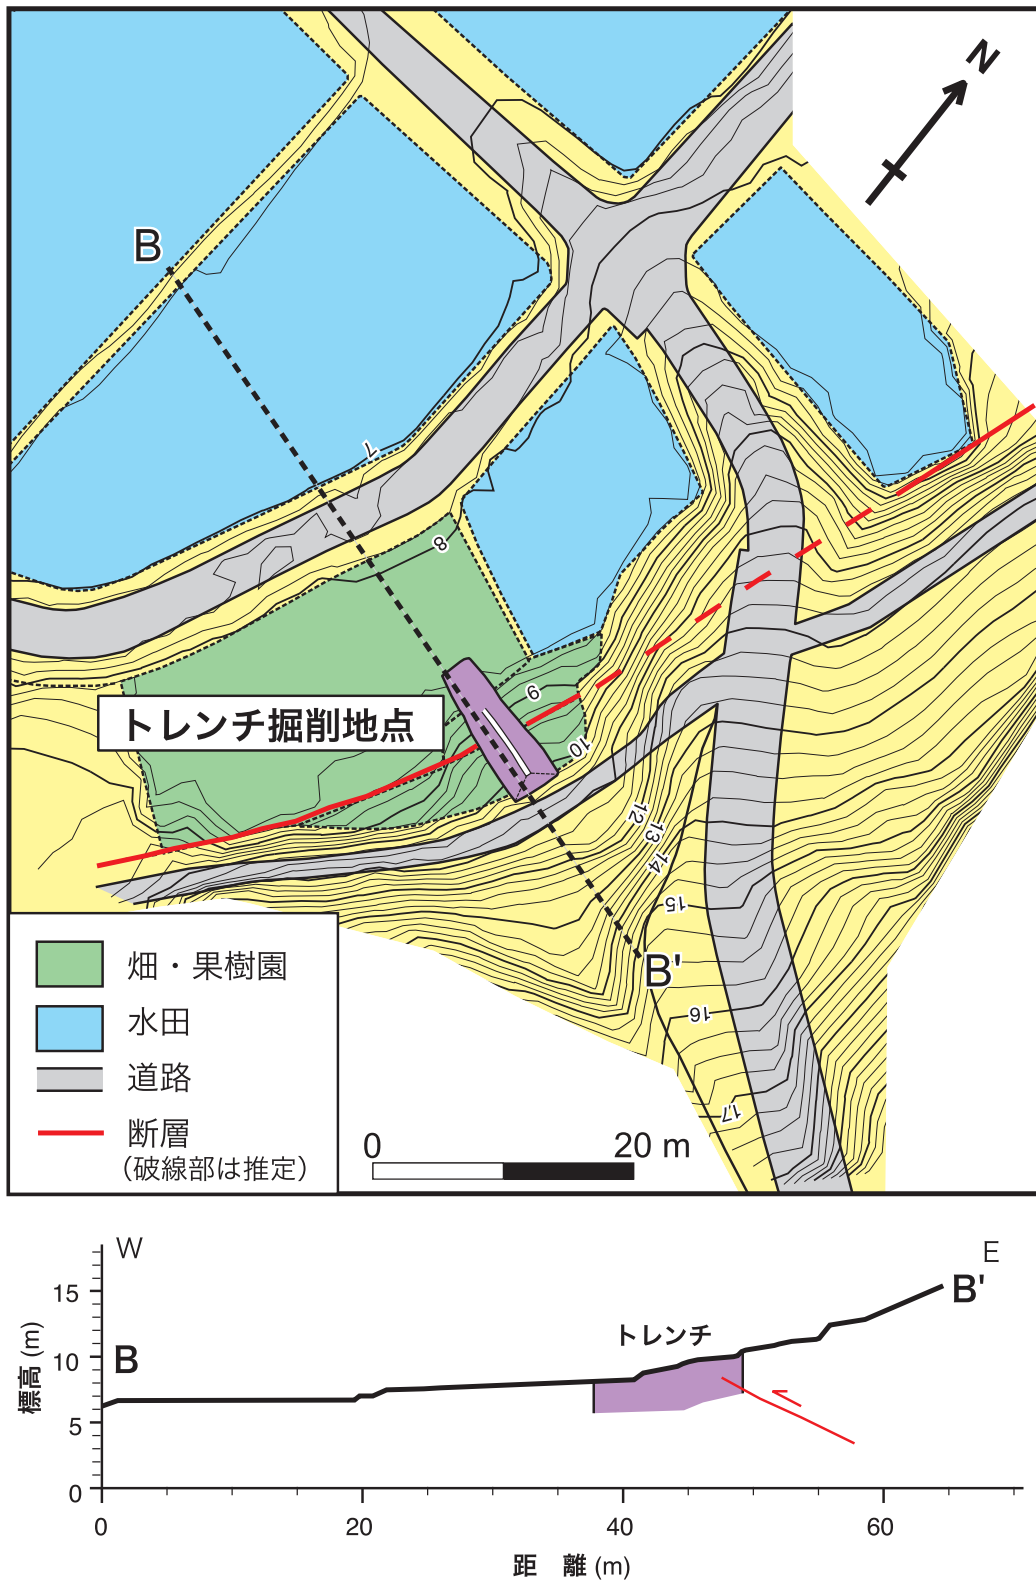 N
B
7
8
9
10
トレンチ掘削地点
12
13
14
15
B'
16
17
畑・果樹園
水田
道路
断層
(破線部は推定)
0 20 m
W E
15
10
5
0
標高 (m)
B
トレンチ
B'
0 20 40 60
距 離 (m)